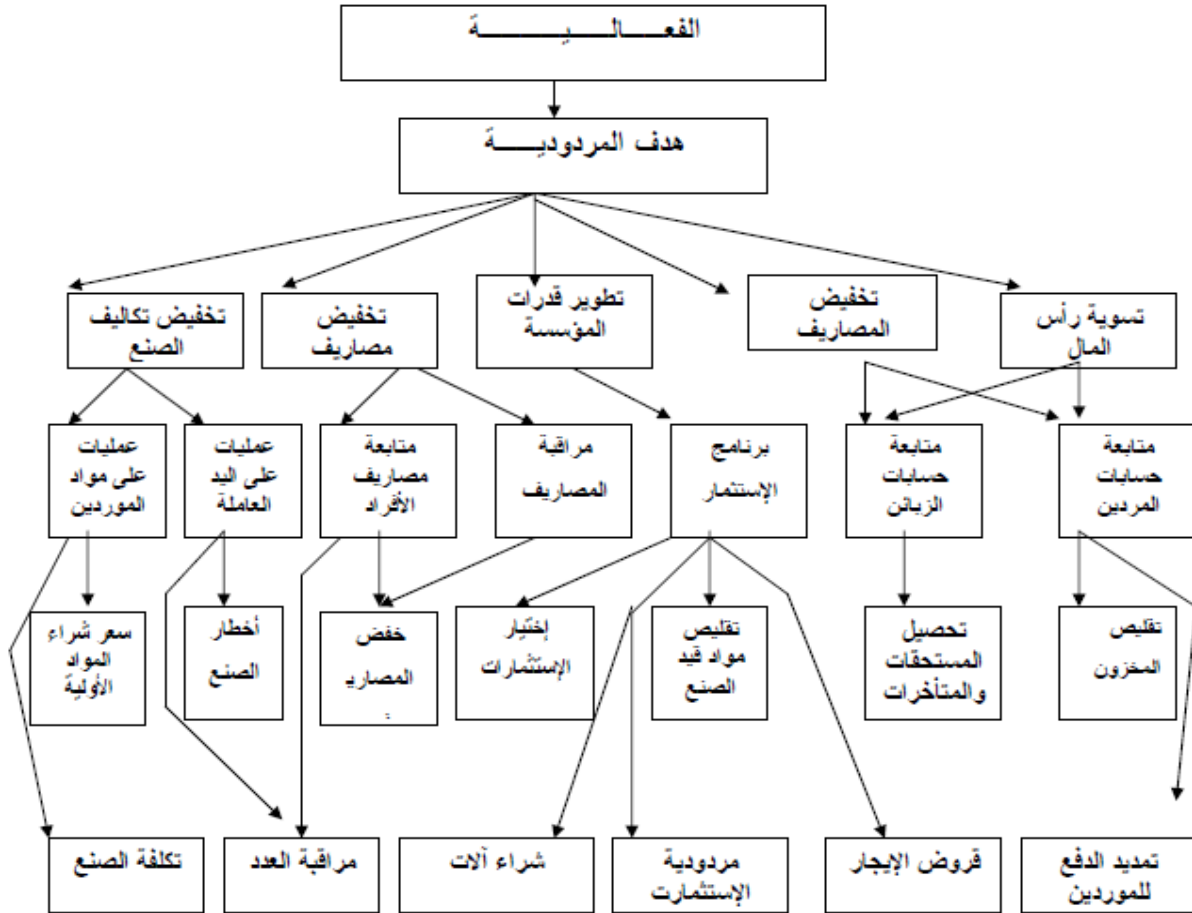 الفعـــالـــيـــــــة
هدف المردوديـــــة
تسوية رأس
المال
تخفيض
المصاريف
تطوير قدرات
المؤسسة
تخفيض
مصاريف
تخفيض تكاليف
الصنع
متابعة
حسابات
المردين
متابعة
حسابات
الزبائن
برنامج
الإستثمار
مراقبة
المصاريف
متابعة
مصاريف
الأفراد
عمليات
على اليد
العاملة
عمليات
على مواد
الموردين
تقليص
المخزون
تحصيل
المستحقات
والمتأخرات
تقليص
مواد قيد
الصنع
إختيار
الإستثمارات
خفض
المصاريـ
أخطار
الصنع
سعر شراء
المواد
الأولية
تمديد الدفع
للموردين
قروض الإيجار
مردودية
الإستثمارت
شراء آلات
مراقبة العدد
تكلفة الصنع